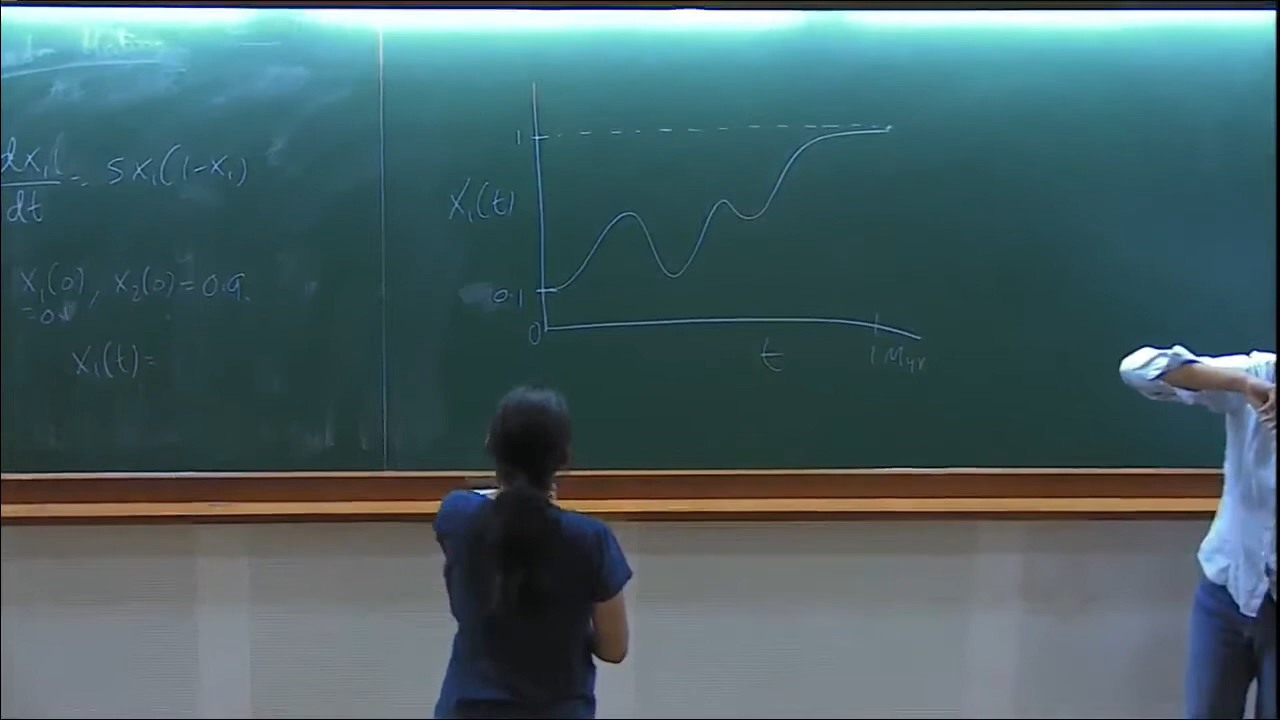 dx₁/dt = s x₁(1-x₁)
x₁(0), x₂(0) = 0.9
= 0.1
x₁(t) =
1
x₁(t)
0.1
0
t
1 Myr